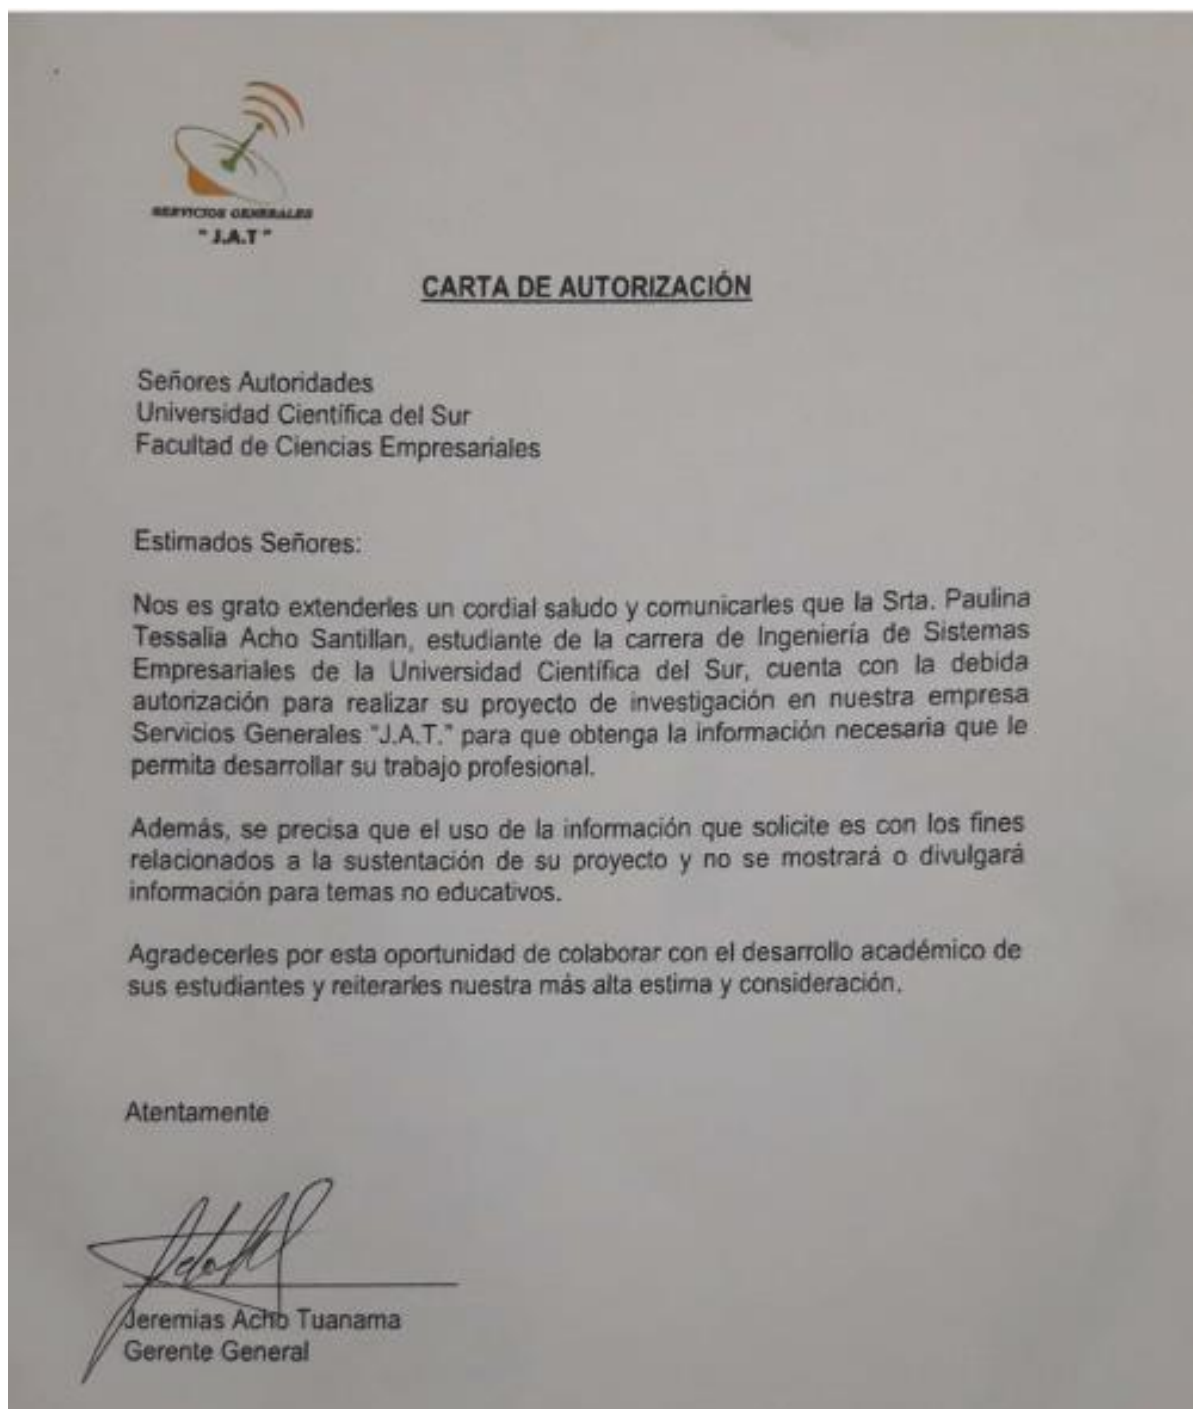 SERVICIOS GENERALES
"J.A.T"
CARTA DE AUTORIZACIÓN
Señores Autoridades
Universidad Científica del Sur
Facultad de Ciencias Empresariales
Estimados Señores:
Nos es grato extenderles un cordial saludo y comunicarles que la Srta. Paulina
Tessalia Acho Santillan, estudiante de la carrera de Ingeniería de Sistemas
Empresariales de la Universidad Científica del Sur, cuenta con la debida
autorización para realizar su proyecto de investigación en nuestra empresa
Servicios Generales "J.A.T." para que obtenga la información necesaria que le
permita desarrollar su trabajo profesional.
Además, se precisa que el uso de la información que solicite es con los fines
relacionados a la sustentación de su proyecto y no se mostrará o divulgará
información para temas no educativos.
Agradecerles por esta oportunidad de colaborar con el desarrollo académico de
sus estudiantes y reiterarles nuestra más alta estima y consideración.
Atentamente
Jeremias Acho Tuanama
Gerente General